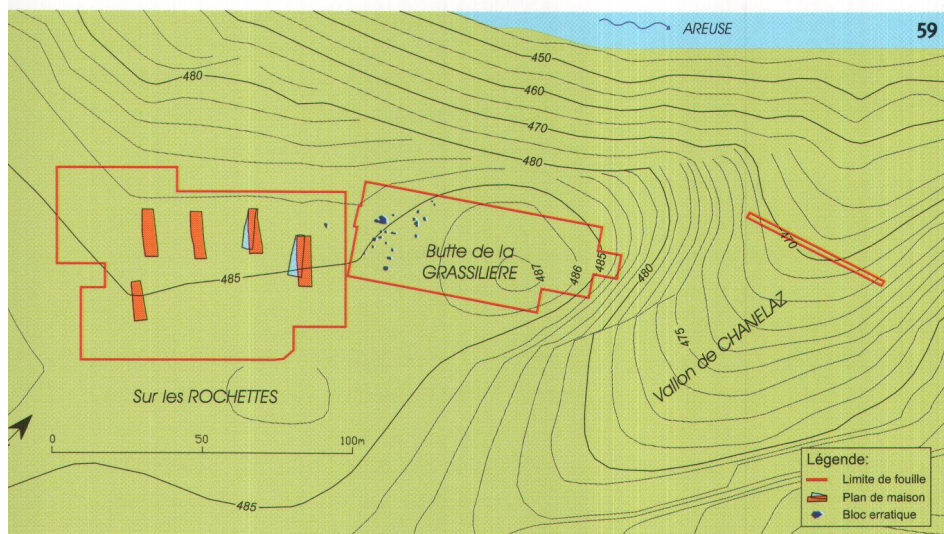 AREUSE
59
450
480
460
470
480
470
Butte de la
GRASSILIERE
485
487
486
485
480
475
Vallon de CHANELAZ
Sur les ROCHETTES
0 50 100m
485
Légende:
Limite de fouille
Plan de maison
Bloc erratique